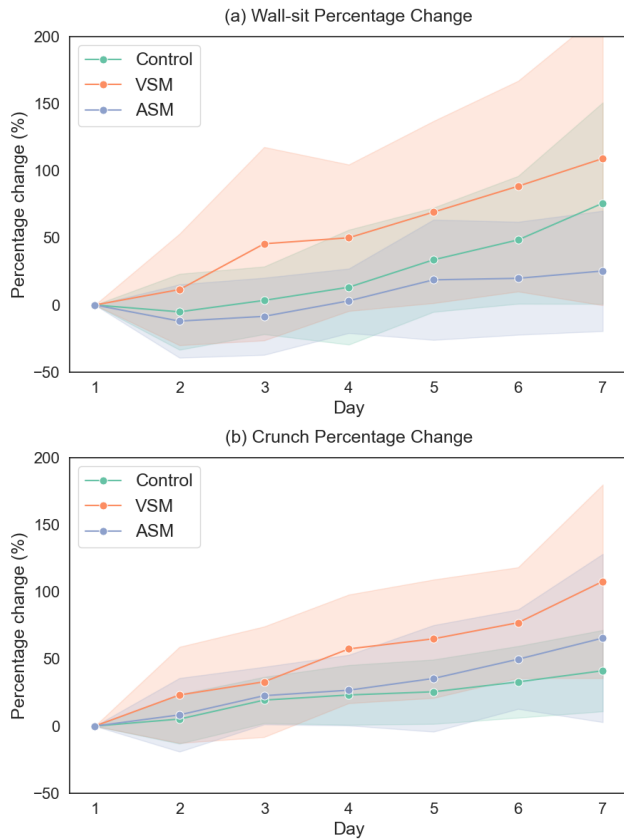 (a) Wall-sit Percentage Change
200
150
100
50
0
−50
Percentage change (%)
Control
VSM
ASM
1 2 3 4 5 6 7
Day
(b) Crunch Percentage Change
200
150
100
50
0
−50
Percentage change (%)
Control
VSM
ASM
1 2 3 4 5 6 7
Day